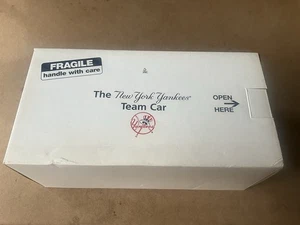 FRAGILE
handle with care
The New York Yankees
Team Car
OPEN
HERE